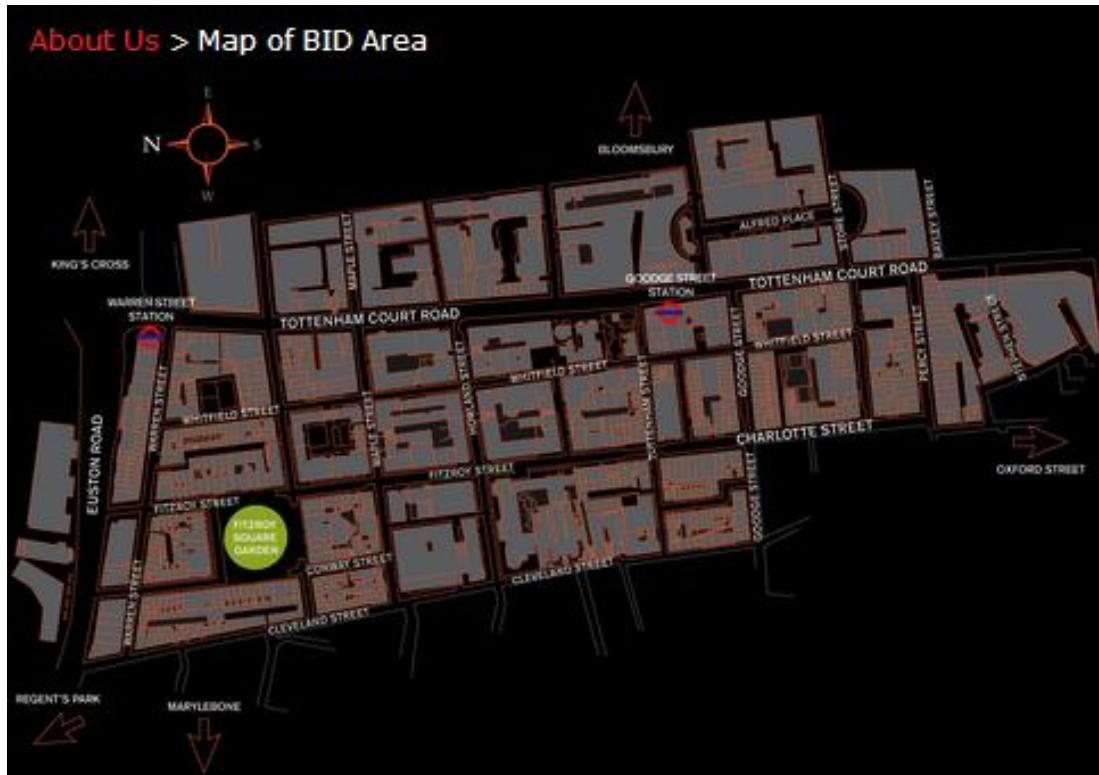 About Us > Map of BID Area
E
N
S
W
BLOOMSBURY
KING'S CROSS
ALFRED PLACE
STORE STREET
BAYLEY STREET
MAPLE STREET
GOODGE STREET
STATION
TOTTENHAM COURT ROAD
WARREN STREET
STATION
TOTTENHAM COURT ROAD
WHITFIELD STREET
STEPHEN STREET
PERCY STREET
GOODGE STREET
WHITFIELD STREET
HOWLAND STREET
TOTTENHAM STREET
WARREN STREET
WHITFIELD STREET
MAPLE STREET
CHARLOTTE STREET
EUSTON ROAD
FITZROY STREET
OXFORD STREET
FITZROY STREET
GOODGE STREET
FITZROY
SQUARE
GARDEN
CONWAY STREET
CLEVELAND STREET
WARREN STREET
CLEVELAND STREET
REGENT'S PARK
MARYLEBONE